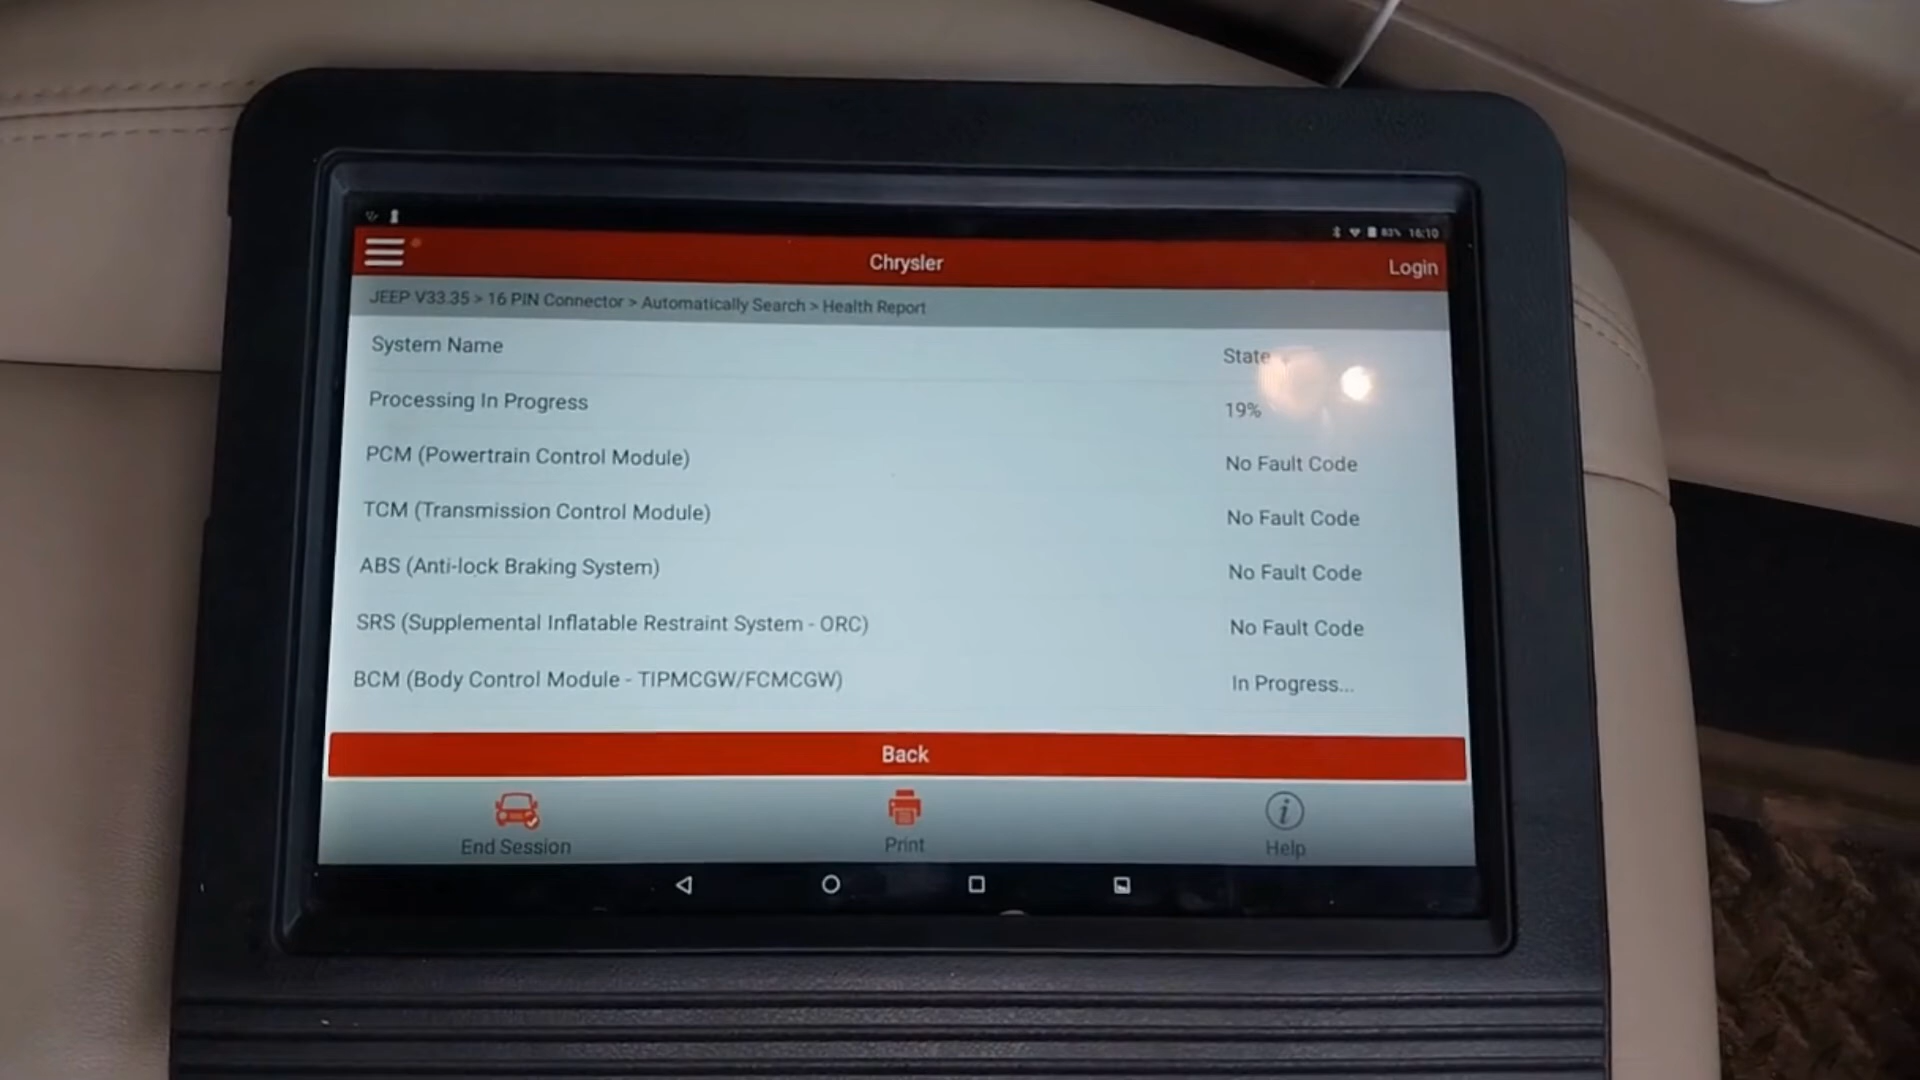 83% 16:10
Chrysler
Login
JEEP V33.35 > 16 PIN Connector > Automatically Search > Health Report
System Name State
Processing In Progress 19%
PCM (Powertrain Control Module) No Fault Code
TCM (Transmission Control Module) No Fault Code
ABS (Anti-lock Braking System) No Fault Code
SRS (Supplemental Inflatable Restraint System - ORC) No Fault Code
BCM (Body Control Module - TIPMCGW/FCMCGW) In Progress...
Back
End Session Print Help